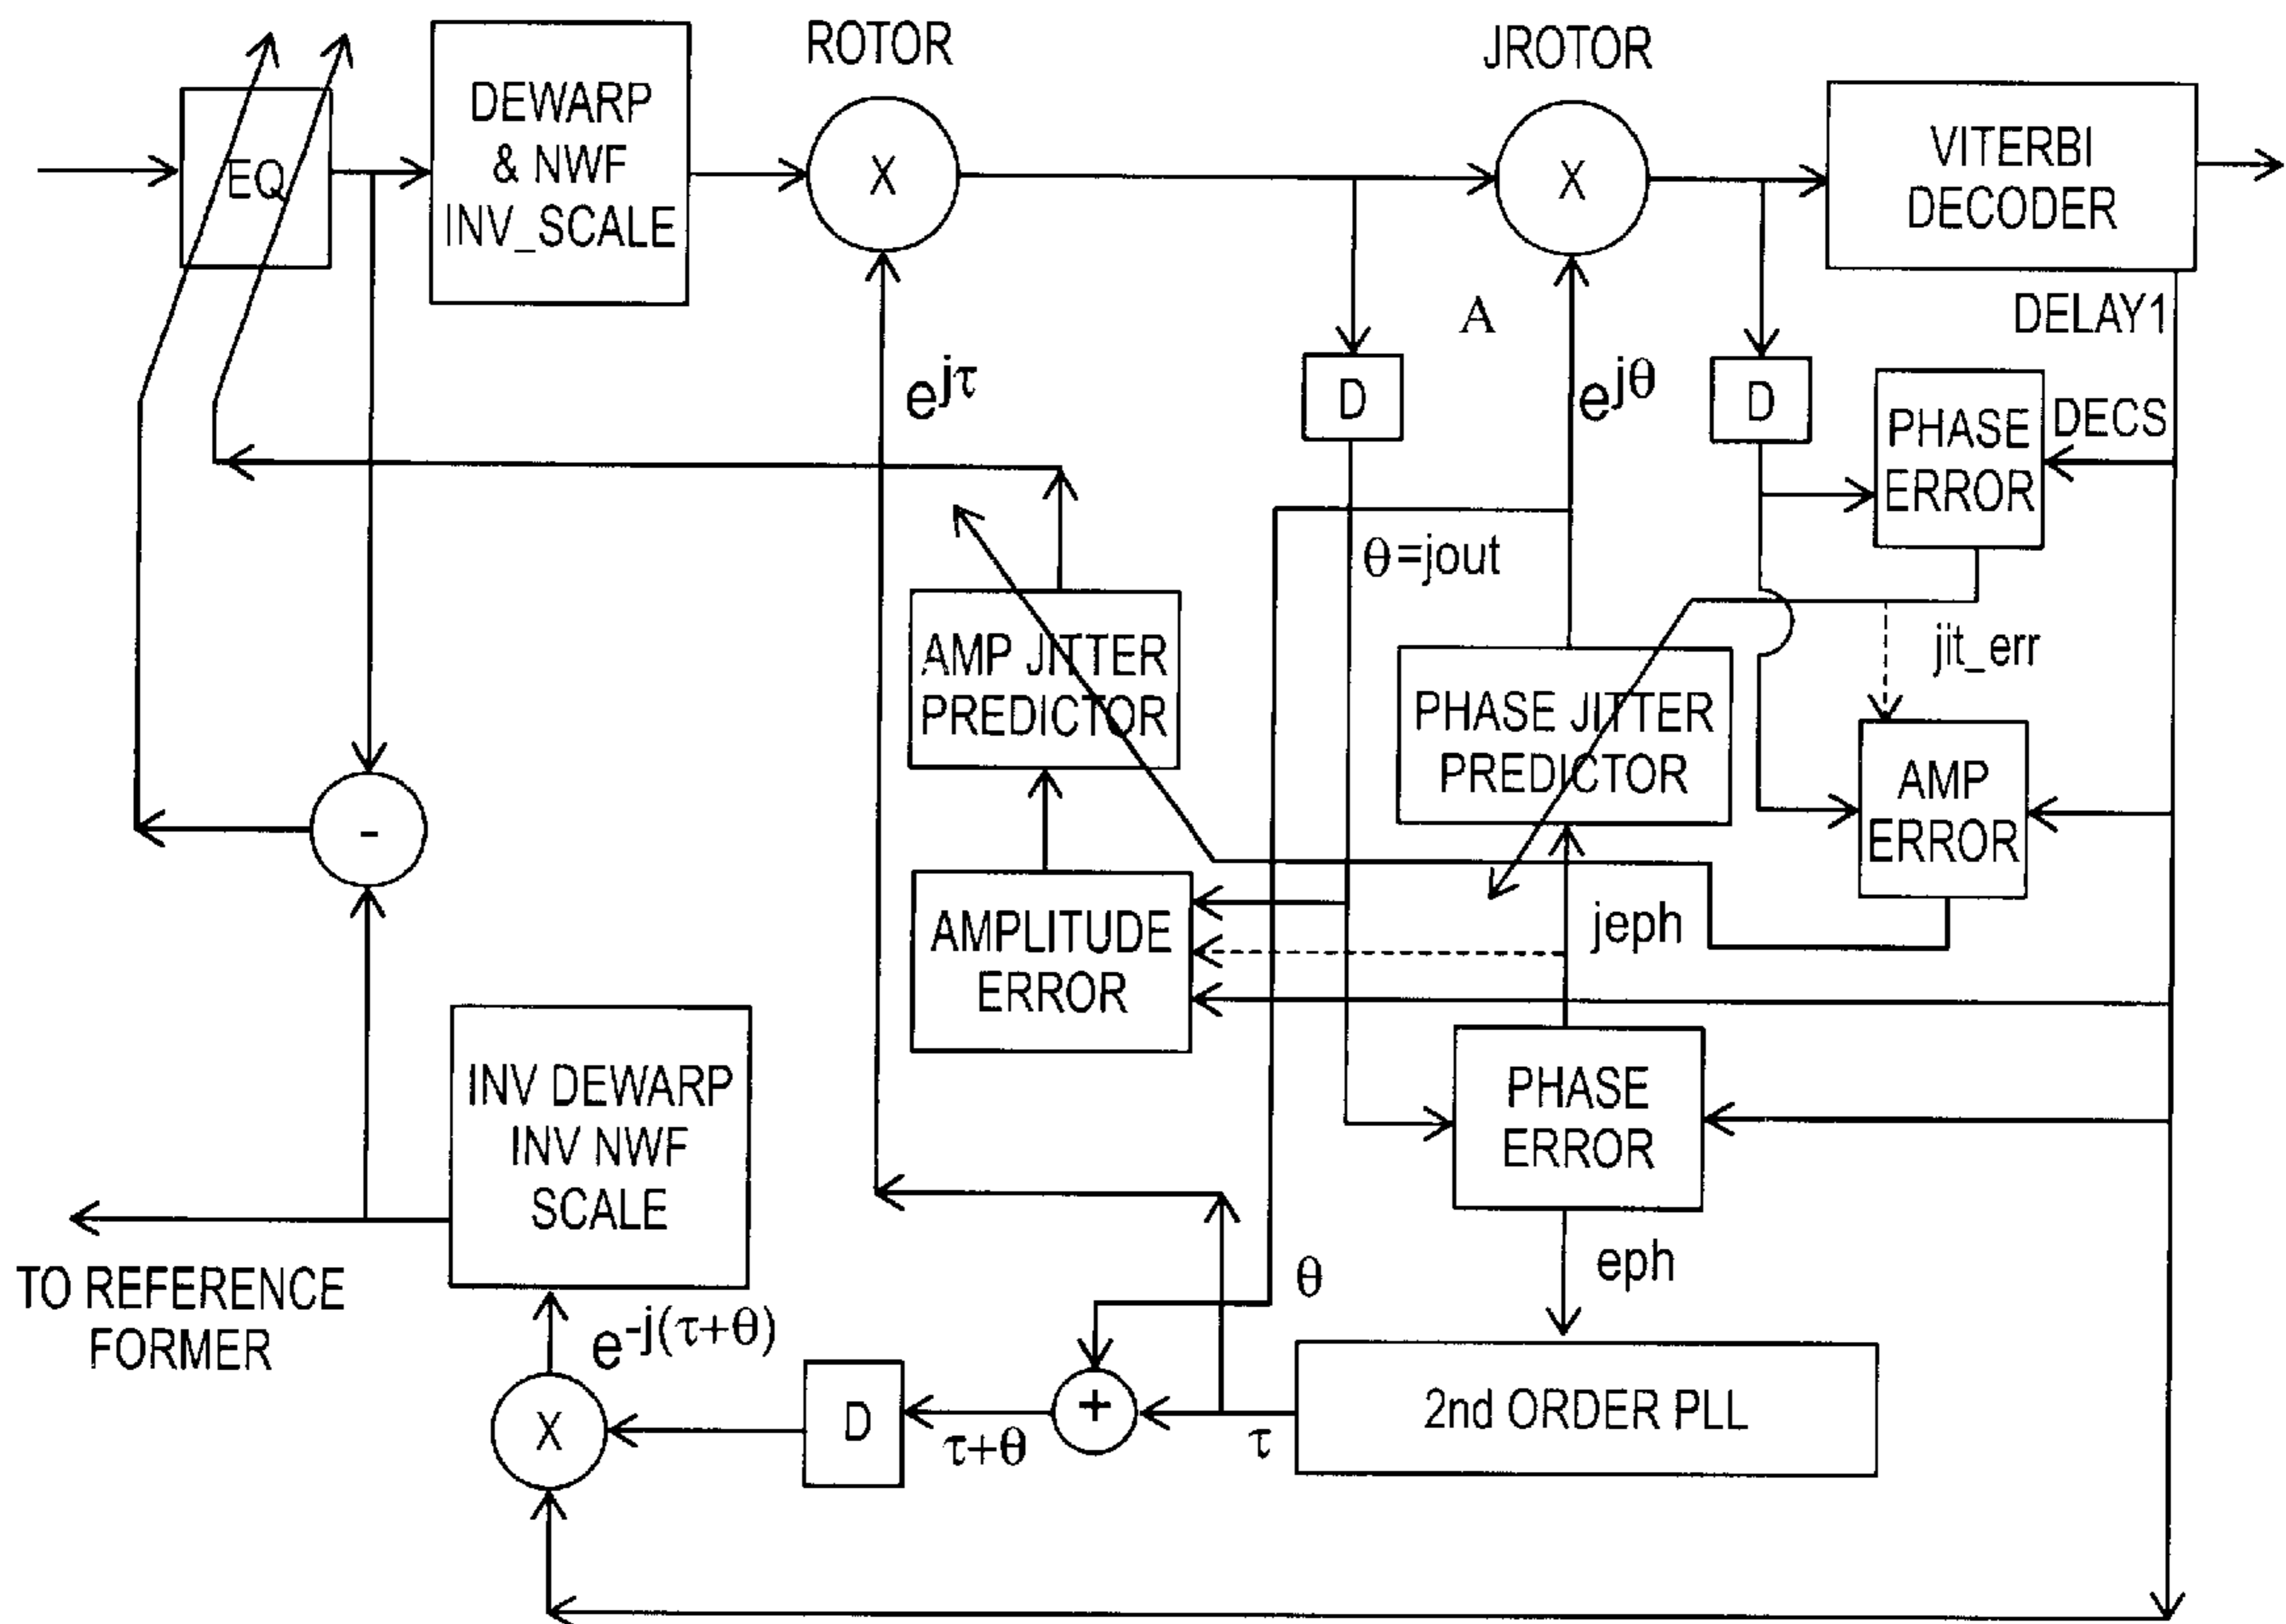 ROTOR
JROTOR
EQ
DEWARP
& NWF
INV_SCALE
X
X
VITERBI
DECODER
DELAY1
A
e^jτ
D
e^jθ
D
PHASE
ERROR
DECS
θ=jout
AMP JITTER
PREDICTOR
PHASE JITTER
PREDICTOR
jit_err
AMP
ERROR
-
AMPLITUDE
ERROR
jeph
INV DEWARP
INV NWF
SCALE
PHASE
ERROR
TO REFERENCE
FORMER
eph
θ
e^-j(τ+θ)
X
D
τ+θ
+
τ
2nd ORDER PLL